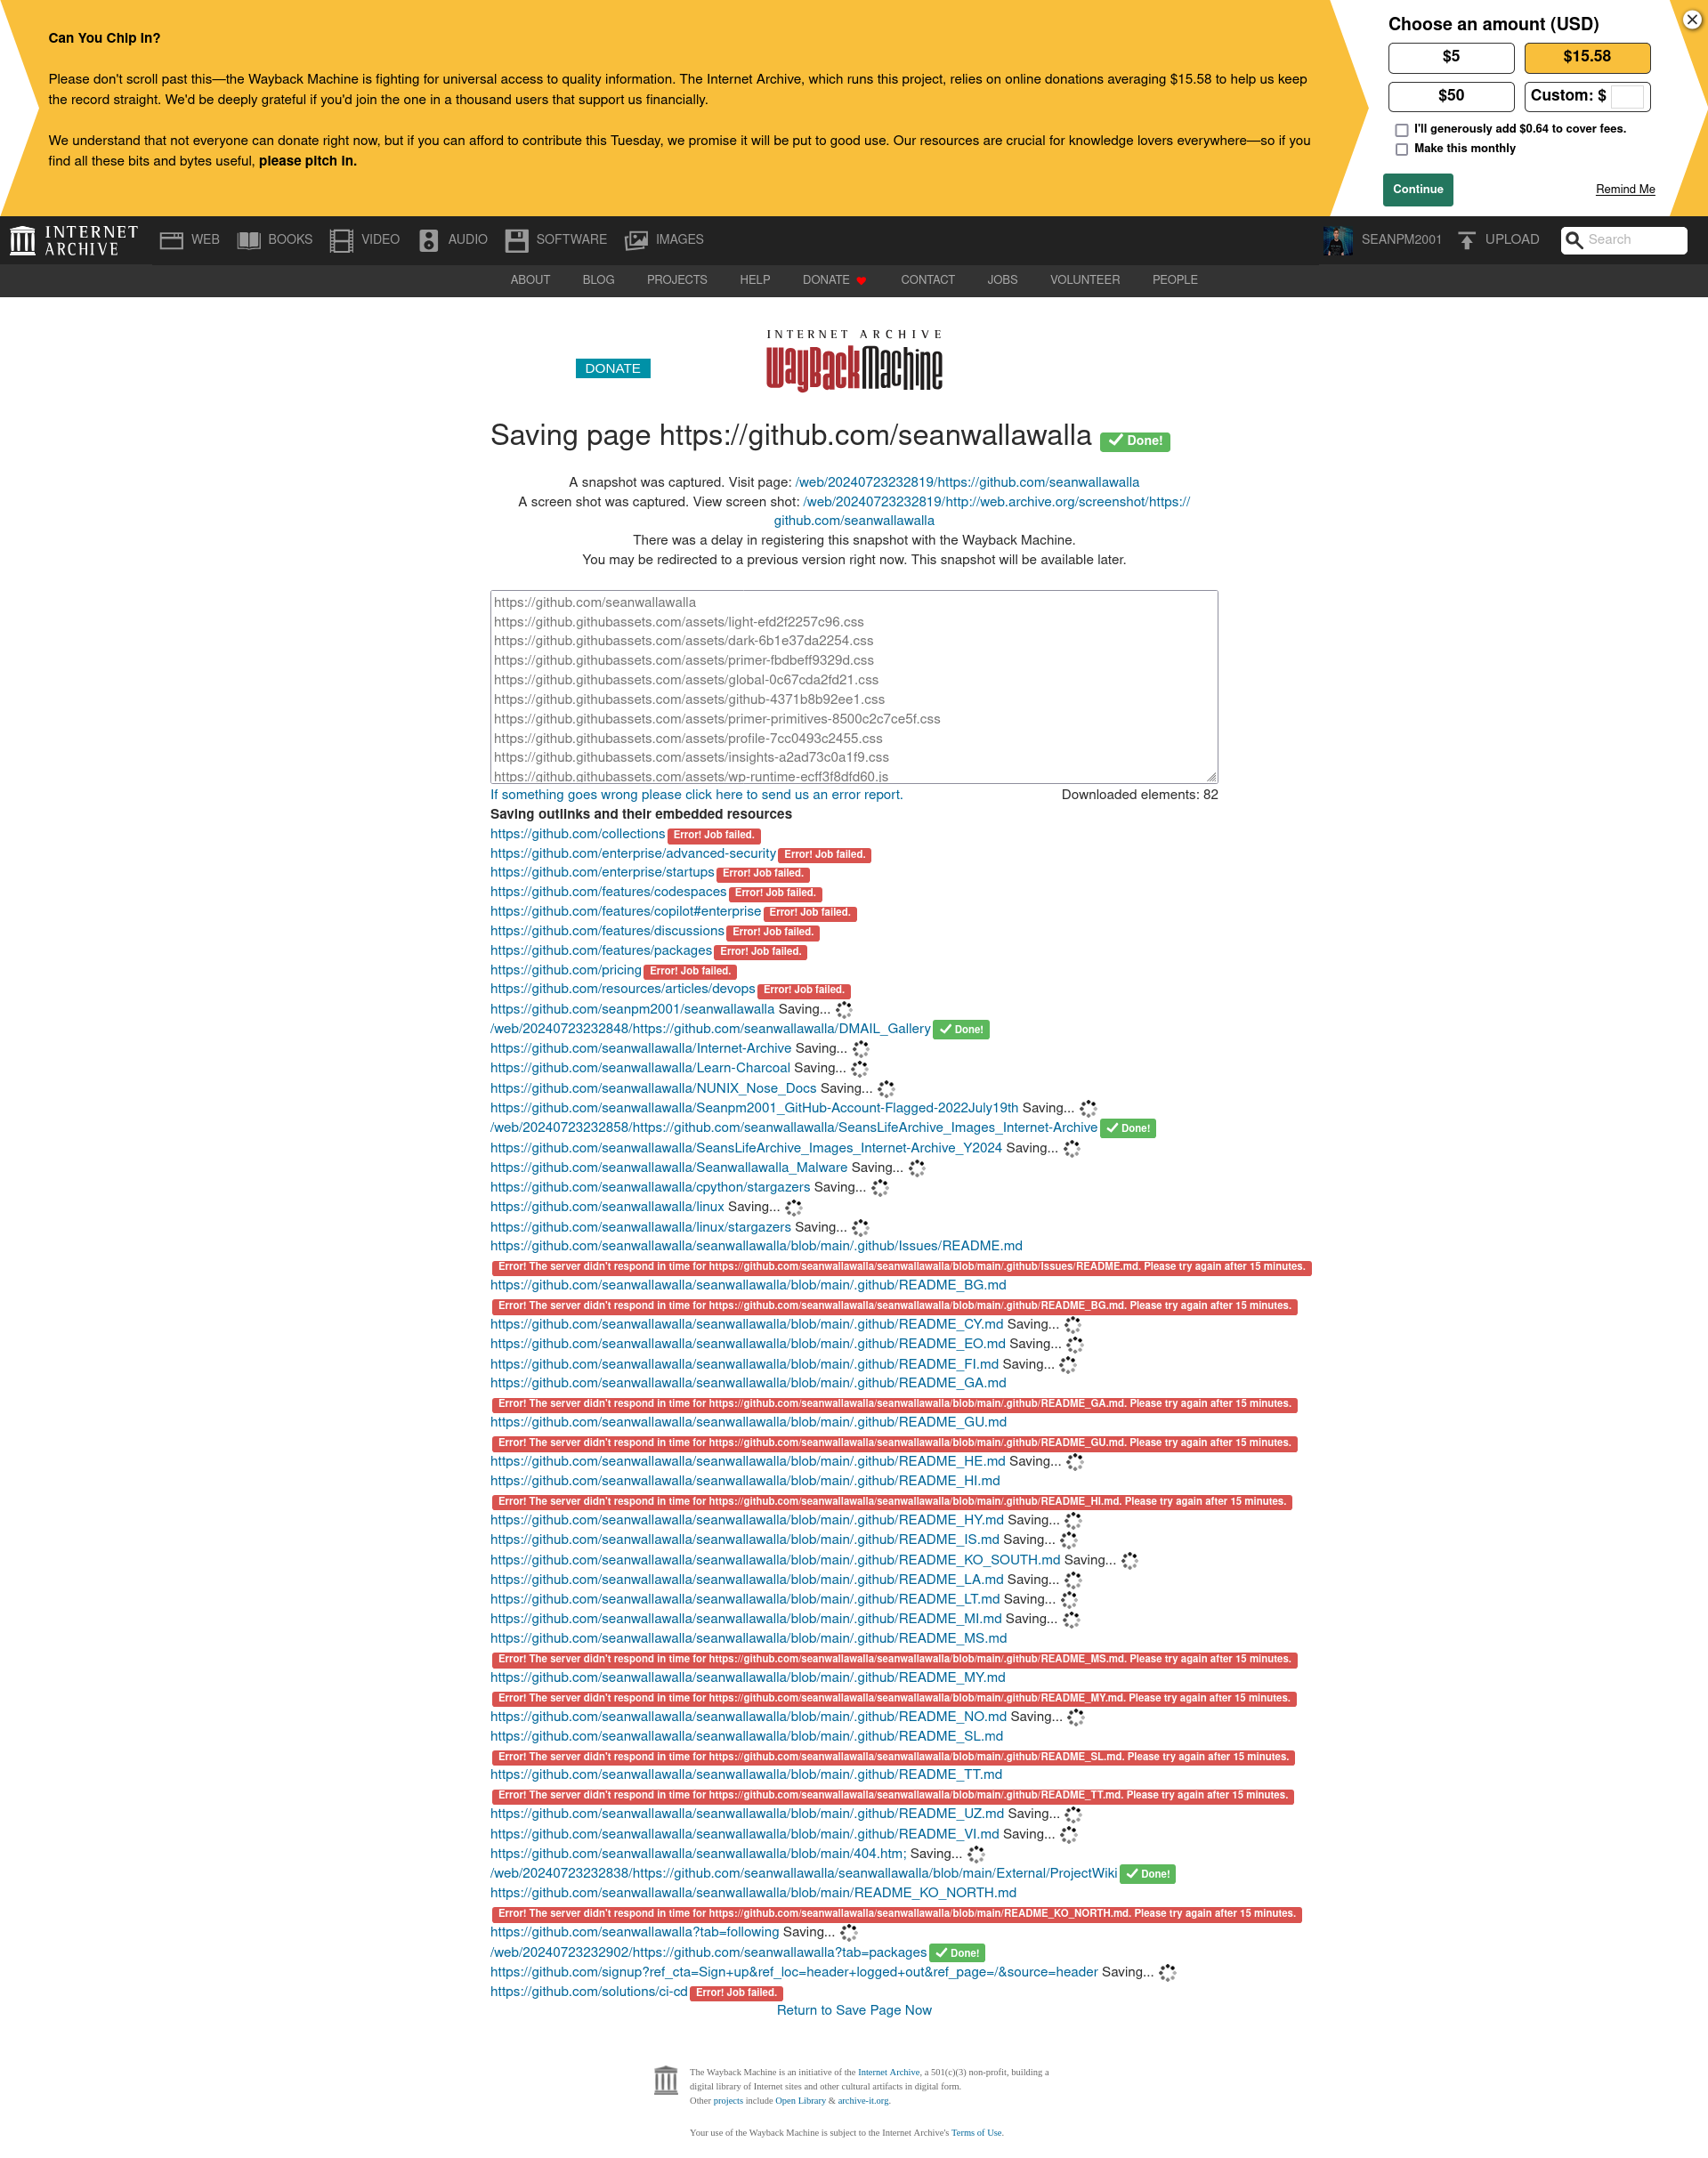 Can You Chip In?
Please don't scroll past this—the Wayback Machine is fighting for universal access to quality information. The Internet Archive, which runs this project, relies on online donations averaging $15.58 to help us keep
the record straight. We'd be deeply grateful if you'd join the one in a thousand users that support us financially.
We understand that not everyone can donate right now, but if you can afford to contribute this Tuesday, we promise it will be put to good use. Our resources are crucial for knowledge lovers everywhere—so if you
find all these bits and bytes useful, please pitch in.
Choose an amount (USD)
$5 $15.58
$50 Custom: $
I'll generously add $0.64 to cover fees.
Make this monthly
Continue Remind Me
INTERNET ARCHIVE WEB BOOKS VIDEO AUDIO SOFTWARE IMAGES SEANPM2001 UPLOAD Search
ABOUT BLOG PROJECTS HELP DONATE CONTACT JOBS VOLUNTEER PEOPLE
INTERNET ARCHIVE
WayBackMachine
DONATE
Saving page https://github.com/seanwallawalla Done!
A snapshot was captured. Visit page: /web/20240723232819/https://github.com/seanwallawalla
A screen shot was captured. View screen shot: /web/20240723232819/http://web.archive.org/screenshot/https://
github.com/seanwallawalla
There was a delay in registering this snapshot with the Wayback Machine.
You may be redirected to a previous version right now. This snapshot will be available later.
https://github.com/seanwallawalla
https://github.githubassets.com/assets/light-efd2f2257c96.css
https://github.githubassets.com/assets/dark-6b1e37da2254.css
https://github.githubassets.com/assets/primer-fbdbeff9329d.css
https://github.githubassets.com/assets/global-0c67cda2fd21.css
https://github.githubassets.com/assets/github-4371b8b92ee1.css
https://github.githubassets.com/assets/primer-primitives-8500c2c7ce5f.css
https://github.githubassets.com/assets/profile-7cc0493c2455.css
https://github.githubassets.com/assets/insights-a2ad73c0a1f9.css
https://github.githubassets.com/assets/wp-runtime-ecff3f8dfd60.js
If something goes wrong please click here to send us an error report. Downloaded elements: 82
Saving outlinks and their embedded resources
https://github.com/collections Error! Job failed.
https://github.com/enterprise/advanced-security Error! Job failed.
https://github.com/enterprise/startups Error! Job failed.
https://github.com/features/codespaces Error! Job failed.
https://github.com/features/copilot#enterprise Error! Job failed.
https://github.com/features/discussions Error! Job failed.
https://github.com/features/packages Error! Job failed.
https://github.com/pricing Error! Job failed.
https://github.com/resources/articles/devops Error! Job failed.
https://github.com/seanpm2001/seanwallawalla Saving...
/web/20240723232848/https://github.com/seanwallawalla/DMAIL_Gallery Done!
https://github.com/seanwallawalla/Internet-Archive Saving...
https://github.com/seanwallawalla/Learn-Charcoal Saving...
https://github.com/seanwallawalla/NUNIX_Nose_Docs Saving...
https://github.com/seanwallawalla/Seanpm2001_GitHub-Account-Flagged-2022July19th Saving...
/web/20240723232858/https://github.com/seanwallawalla/SeansLifeArchive_Images_Internet-Archive Done!
https://github.com/seanwallawalla/SeansLifeArchive_Images_Internet-Archive_Y2024 Saving...
https://github.com/seanwallawalla/Seanwallawalla_Malware Saving...
https://github.com/seanwallawalla/cpython/stargazers Saving...
https://github.com/seanwallawalla/linux Saving...
https://github.com/seanwallawalla/linux/stargazers Saving...
https://github.com/seanwallawalla/seanwallawalla/blob/main/.github/Issues/README.md
Error! The server didn't respond in time for https://github.com/seanwallawalla/seanwallawalla/blob/main/.github/Issues/README.md. Please try again after 15 minutes.
https://github.com/seanwallawalla/seanwallawalla/blob/main/.github/README_BG.md
Error! The server didn't respond in time for https://github.com/seanwallawalla/seanwallawalla/blob/main/.github/README_BG.md. Please try again after 15 minutes.
https://github.com/seanwallawalla/seanwallawalla/blob/main/.github/README_CY.md Saving...
https://github.com/seanwallawalla/seanwallawalla/blob/main/.github/README_EO.md Saving...
https://github.com/seanwallawalla/seanwallawalla/blob/main/.github/README_FI.md Saving...
https://github.com/seanwallawalla/seanwallawalla/blob/main/.github/README_GA.md
Error! The server didn't respond in time for https://github.com/seanwallawalla/seanwallawalla/blob/main/.github/README_GA.md. Please try again after 15 minutes.
https://github.com/seanwallawalla/seanwallawalla/blob/main/.github/README_GU.md
Error! The server didn't respond in time for https://github.com/seanwallawalla/seanwallawalla/blob/main/.github/README_GU.md. Please try again after 15 minutes.
https://github.com/seanwallawalla/seanwallawalla/blob/main/.github/README_HE.md Saving...
https://github.com/seanwallawalla/seanwallawalla/blob/main/.github/README_HI.md
Error! The server didn't respond in time for https://github.com/seanwallawalla/seanwallawalla/blob/main/.github/README_HI.md. Please try again after 15 minutes.
https://github.com/seanwallawalla/seanwallawalla/blob/main/.github/README_HY.md Saving...
https://github.com/seanwallawalla/seanwallawalla/blob/main/.github/README_IS.md Saving...
https://github.com/seanwallawalla/seanwallawalla/blob/main/.github/README_KO_SOUTH.md Saving...
https://github.com/seanwallawalla/seanwallawalla/blob/main/.github/README_LA.md Saving...
https://github.com/seanwallawalla/seanwallawalla/blob/main/.github/README_LT.md Saving...
https://github.com/seanwallawalla/seanwallawalla/blob/main/.github/README_MI.md Saving...
https://github.com/seanwallawalla/seanwallawalla/blob/main/.github/README_MS.md
Error! The server didn't respond in time for https://github.com/seanwallawalla/seanwallawalla/blob/main/.github/README_MS.md. Please try again after 15 minutes.
https://github.com/seanwallawalla/seanwallawalla/blob/main/.github/README_MY.md
Error! The server didn't respond in time for https://github.com/seanwallawalla/seanwallawalla/blob/main/.github/README_MY.md. Please try again after 15 minutes.
https://github.com/seanwallawalla/seanwallawalla/blob/main/.github/README_NO.md Saving...
https://github.com/seanwallawalla/seanwallawalla/blob/main/.github/README_SL.md
Error! The server didn't respond in time for https://github.com/seanwallawalla/seanwallawalla/blob/main/.github/README_SL.md. Please try again after 15 minutes.
https://github.com/seanwallawalla/seanwallawalla/blob/main/.github/README_TT.md
Error! The server didn't respond in time for https://github.com/seanwallawalla/seanwallawalla/blob/main/.github/README_TT.md. Please try again after 15 minutes.
https://github.com/seanwallawalla/seanwallawalla/blob/main/.github/README_UZ.md Saving...
https://github.com/seanwallawalla/seanwallawalla/blob/main/.github/README_VI.md Saving...
https://github.com/seanwallawalla/seanwallawalla/blob/main/404.htm; Saving...
/web/20240723232838/https://github.com/seanwallawalla/seanwallawalla/blob/main/External/ProjectWiki Done!
https://github.com/seanwallawalla/seanwallawalla/blob/main/README_KO_NORTH.md
Error! The server didn't respond in time for https://github.com/seanwallawalla/seanwallawalla/blob/main/README_KO_NORTH.md. Please try again after 15 minutes.
https://github.com/seanwallawalla?tab=following Saving...
/web/20240723232902/https://github.com/seanwallawalla?tab=packages Done!
https://github.com/signup?ref_cta=Sign+up&ref_loc=header+logged+out&ref_page=/&source=header Saving...
https://github.com/solutions/ci-cd Error! Job failed.
Return to Save Page Now
The Wayback Machine is an initiative of the Internet Archive, a 501(c)(3) non-profit, building a
digital library of Internet sites and other cultural artifacts in digital form.
Other projects include Open Library & archive-it.org.
Your use of the Wayback Machine is subject to the Internet Archive's Terms of Use.